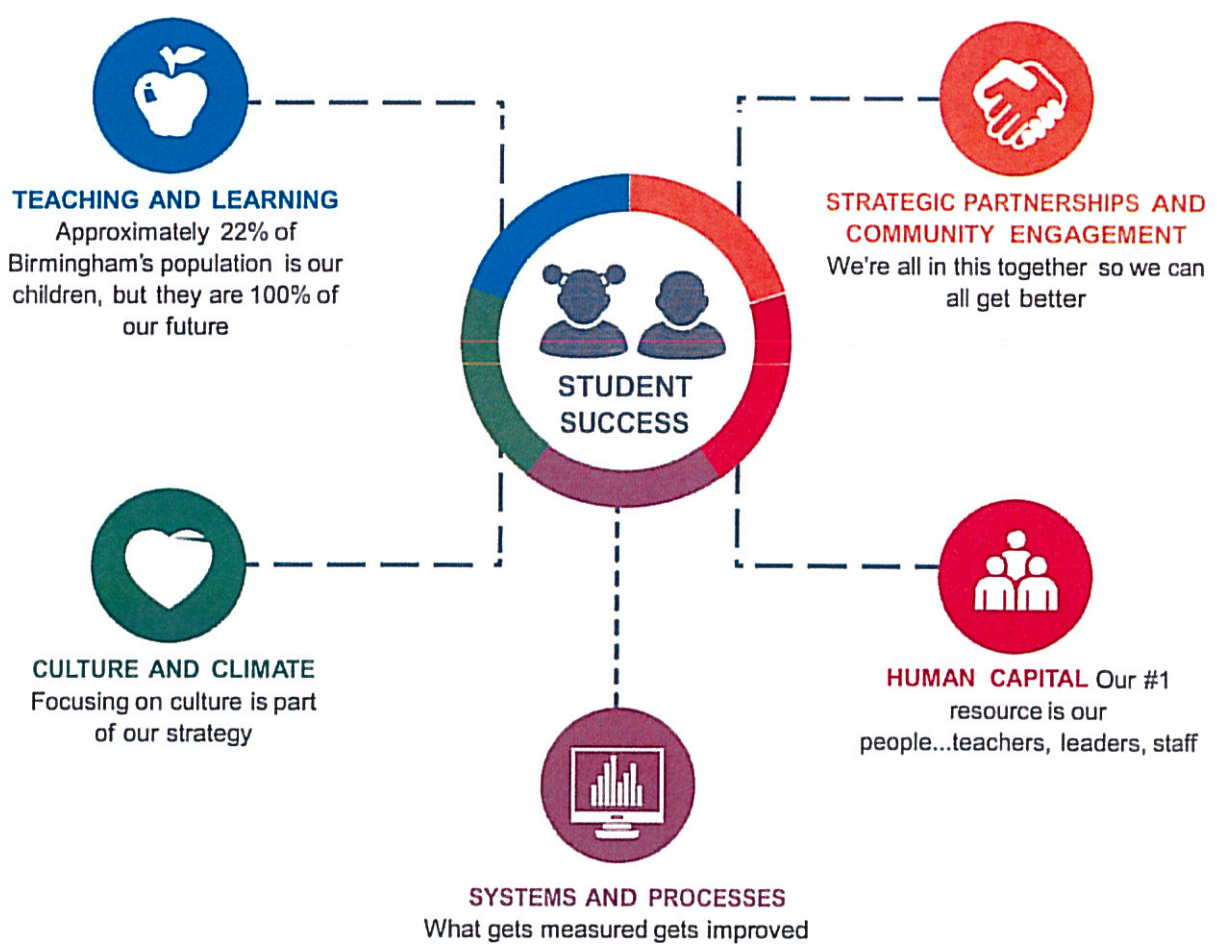 TEACHING AND LEARNING
Approximately 22% of
Birmingham's population is our
children, but they are 100% of
our future
STRATEGIC PARTNERSHIPS AND
COMMUNITY ENGAGEMENT
We're all in this together so we can
all get better
STUDENT
SUCCESS
CULTURE AND CLIMATE
Focusing on culture is part
of our strategy
HUMAN CAPITAL Our #1
resource is our
people...teachers, leaders, staff
SYSTEMS AND PROCESSES
What gets measured gets improved